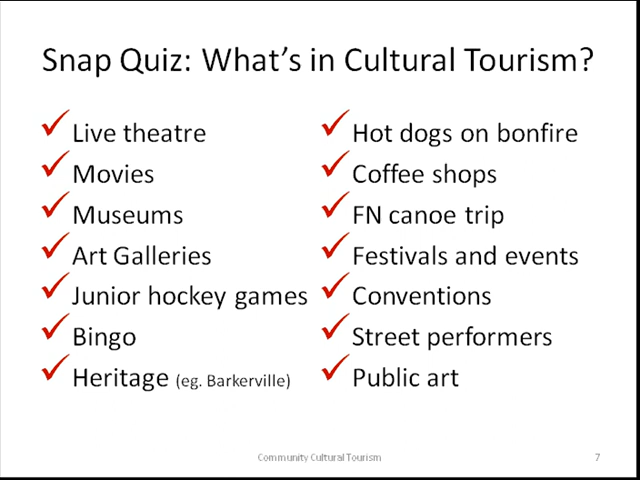 Snap Quiz: What's in Cultural Tourism?
Live theatre
Movies
Museums
Art Galleries
Junior hockey games
Bingo
Heritage (eg. Barkerville)
Hot dogs on bonfire
Coffee shops
FN canoe trip
Festivals and events
Conventions
Street performers
Public art
Community Cultural Tourism
7